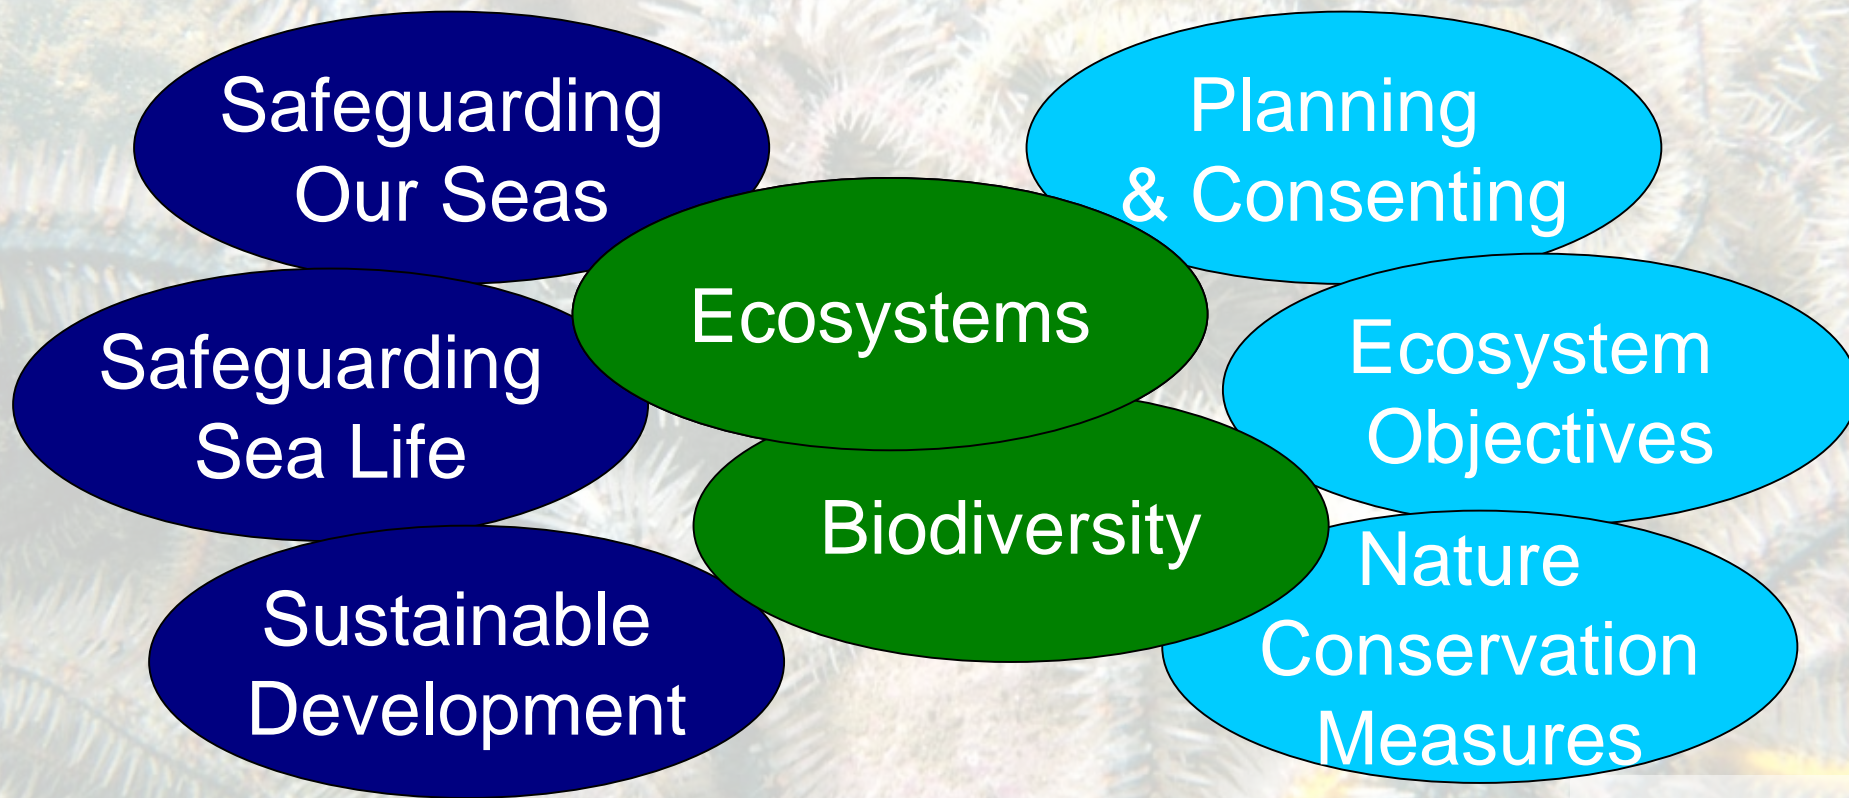 Safeguarding
Our Seas
Planning
& Consenting
Ecosystems
Safeguarding
Sea Life
Ecosystem
Objectives
Biodiversity
Sustainable
Development
Nature
Conservation
Measures